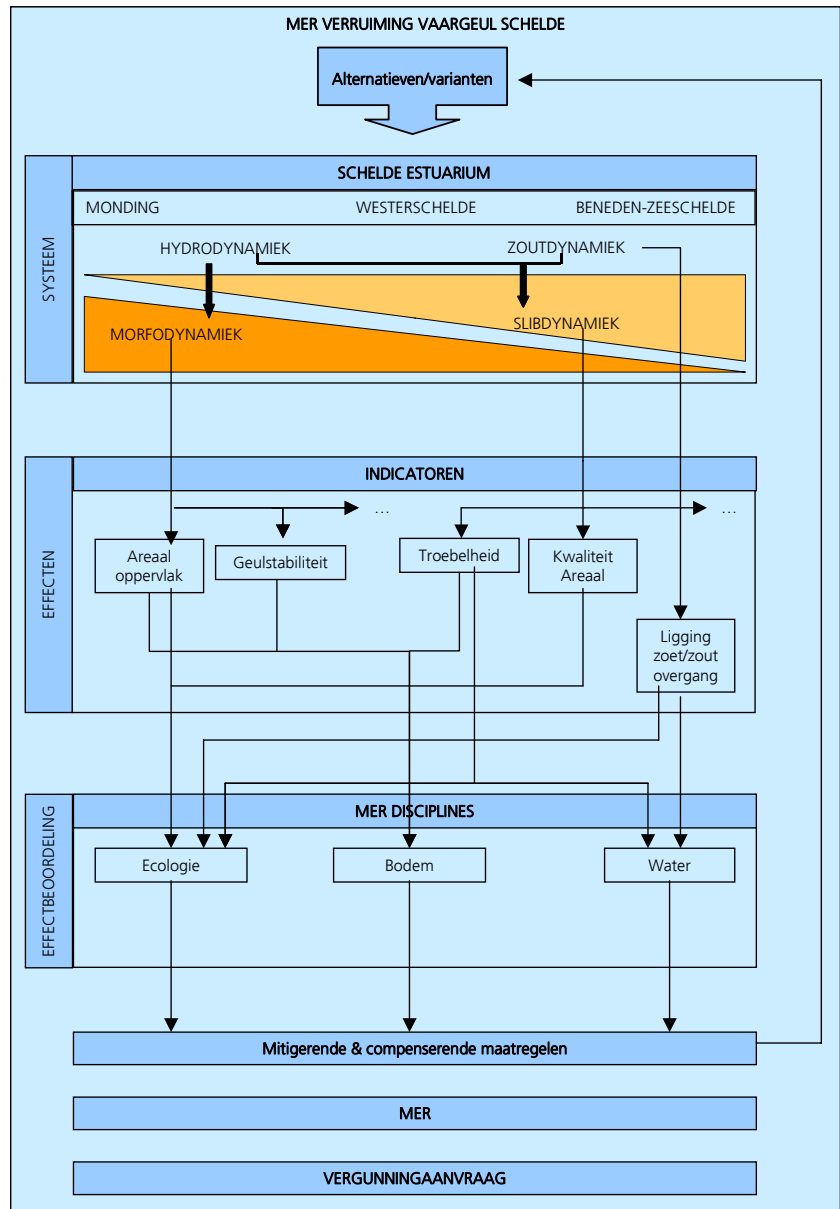 MER VERRUIMING VAARGEUL SCHELDE
Alternatieven/varianten
SYSTEEM
SCHELDE ESTUARIUM
MONDING WESTERSCHELDE BENEDEN-ZEESCHELDE
HYDRODYNAMIEK ZOUTDYNAMIEK
MORFODYNAMIEK SLIBDYNAMIEK
EFFECTEN
INDICATOREN
... ...
Areaal
oppervlak
Geulstabiliteit
Troebelheid
Kwaliteit
Areaal
Ligging
zoet/zout
overgang
EFFECTBEOORDELING
MER DISCIPLINES
Ecologie Bodem Water
Mitigerende & compenserende maatregelen
MER
VERGUNNINGAANVRAAG